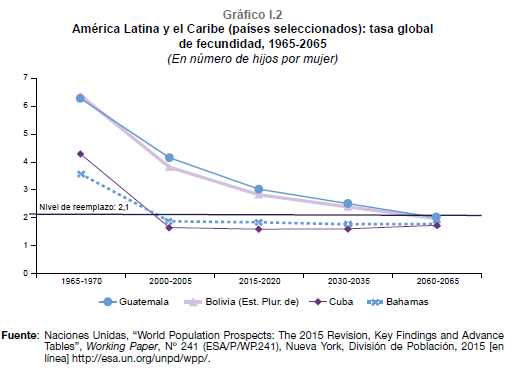 Gráfico I.2
América Latina y el Caribe (países seleccionados): tasa global
de fecundidad, 1965-2065
(En número de hijos por mujer)
7
6
5
4
3
Nivel de reemplazo: 2,1
2
1
0
1965-1970 2000-2005 2015-2020 2030-2035 2060-2065
Guatemala Bolivia (Est. Plur. de) Cuba Bahamas
Fuente: Naciones Unidas, “World Population Prospects: The 2015 Revision, Key Findings and Advance
Tables”, Working Paper, Nº 241 (ESA/P/WP.241), Nueva York, División de Población, 2015 [en
línea] http://esa.un.org/unpd/wpp/.